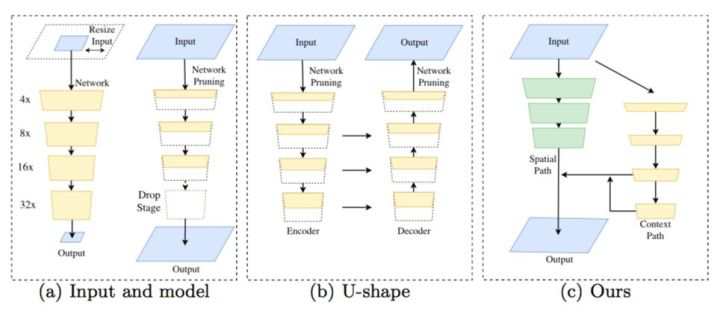 Resize
Input
Network
4x
8x
16x
32x
Output
Input
Network
Pruning
Drop
Stage
Output
(a) Input and model
Input
Network
Pruning
Encoder
Output
Network
Pruning
Decoder
(b) U-shape
Input
Spatial
Path
Context
Path
Output
(c) Ours